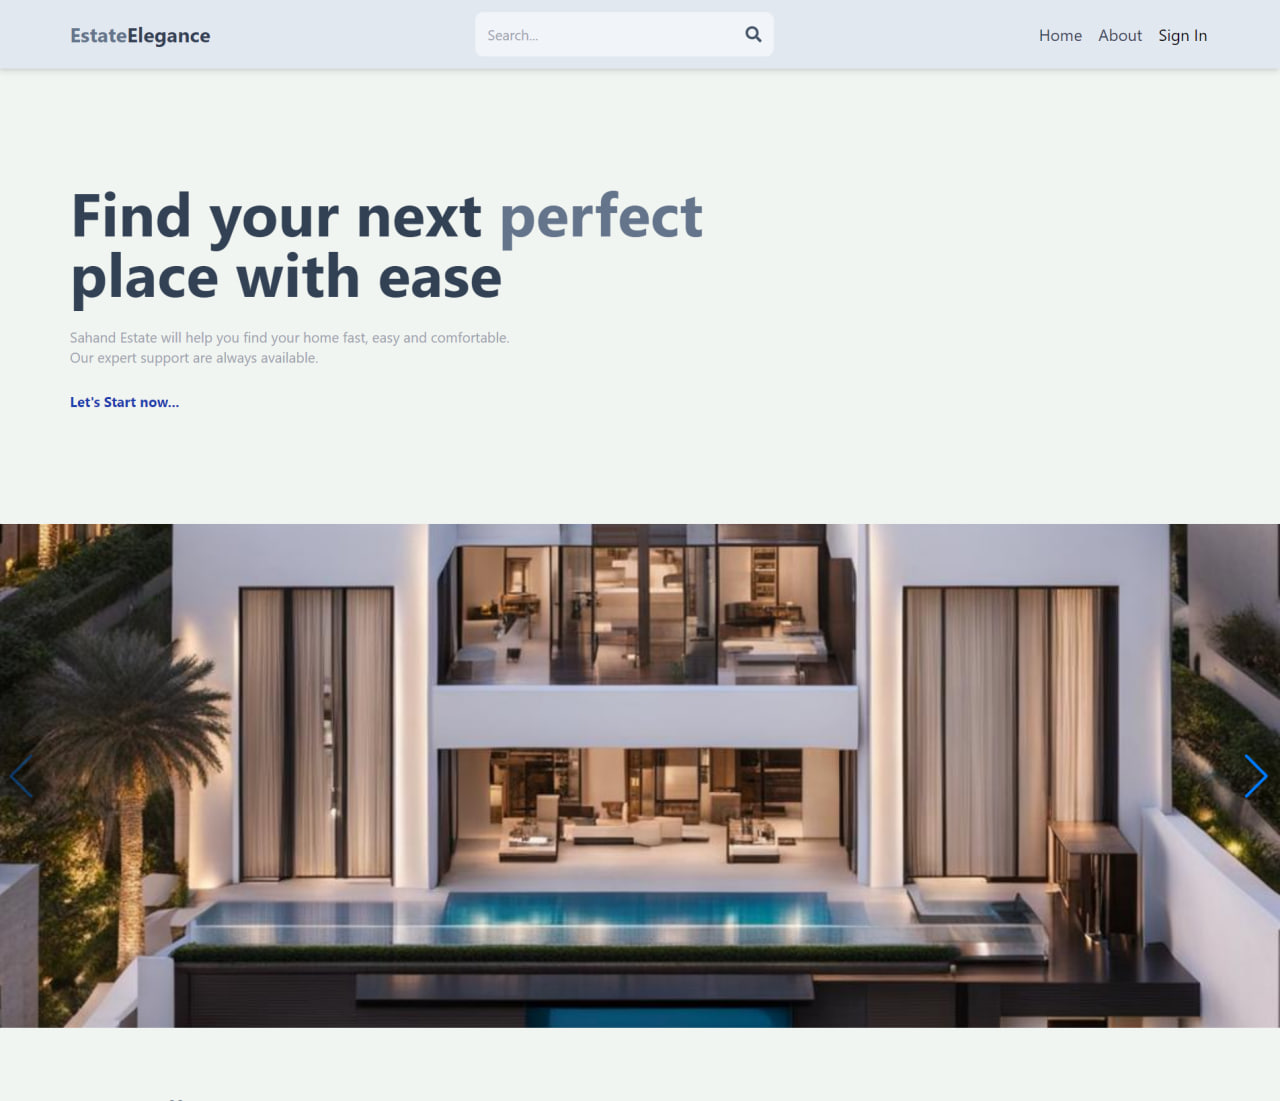 EstateElegance
Search...
Home
About
Sign In
Find your next perfect
place with ease
Sahand Estate will help you find your home fast, easy and comfortable.
Our expert support are always available.
Let's Start now...